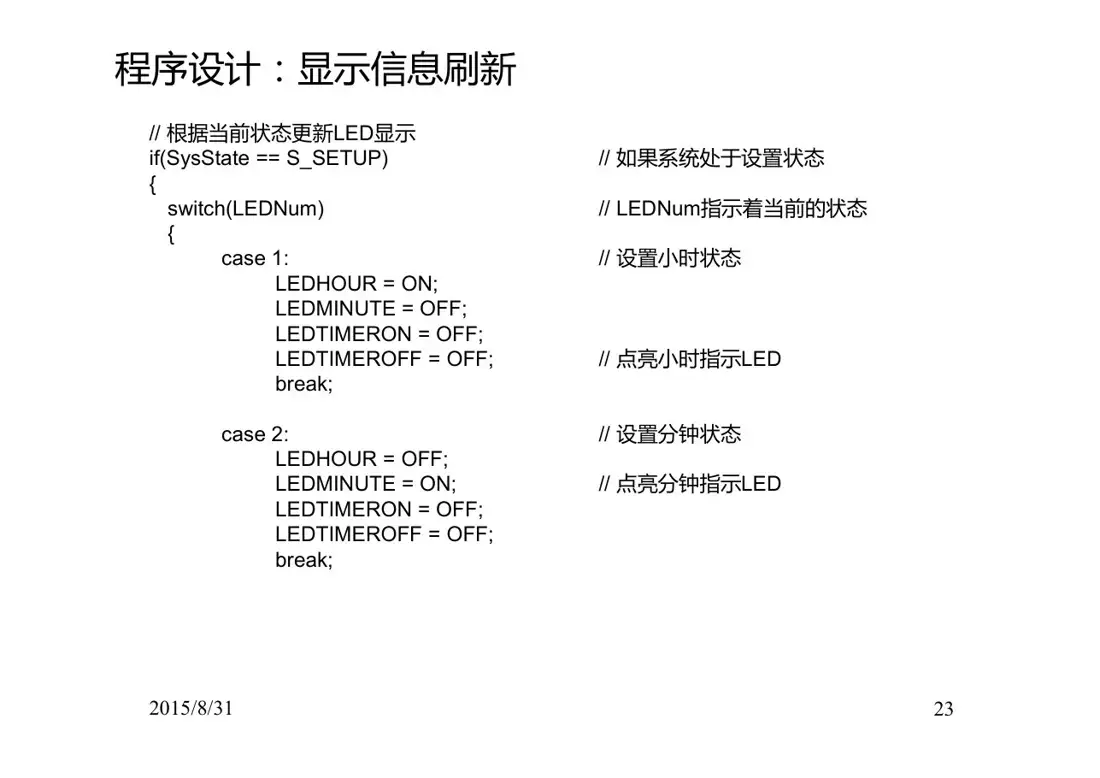 程序设计：显示信息刷新
// 根据当前状态更新LED显示
if(SysState == S_SETUP) // 如果系统处于设置状态
{
switch(LEDNum) // LEDNum指示着当前的状态
{
case 1: // 设置小时状态
LEDHOUR = ON;
LEDMINUTE = OFF;
LEDTIMERON = OFF;
LEDTIMEROFF = OFF; // 点亮小时指示LED
break;
case 2: // 设置分钟状态
LEDHOUR = OFF;
LEDMINUTE = ON; // 点亮分钟指示LED
LEDTIMERON = OFF;
LEDTIMEROFF = OFF;
break;
2015/8/31 23